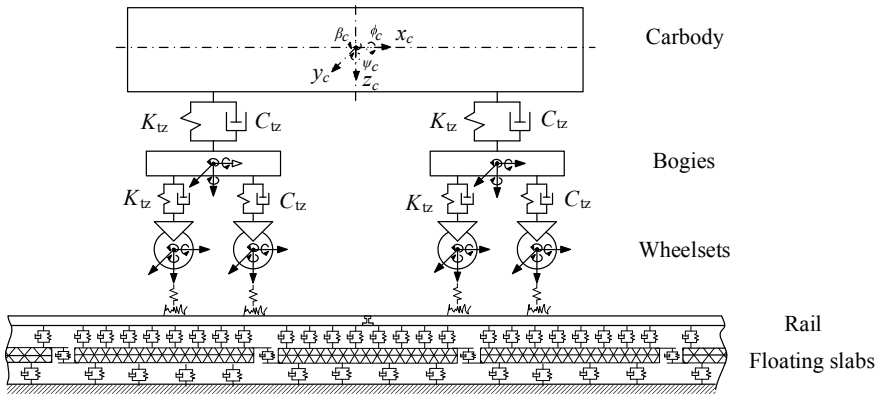 β_c ϕ_c x_c
y_c ψ_c z_c
Carbody
K_tz C_tz K_tz C_tz
Bogies
K_tz C_tz K_tz C_tz
Wheelsets
Rail
Floating slabs